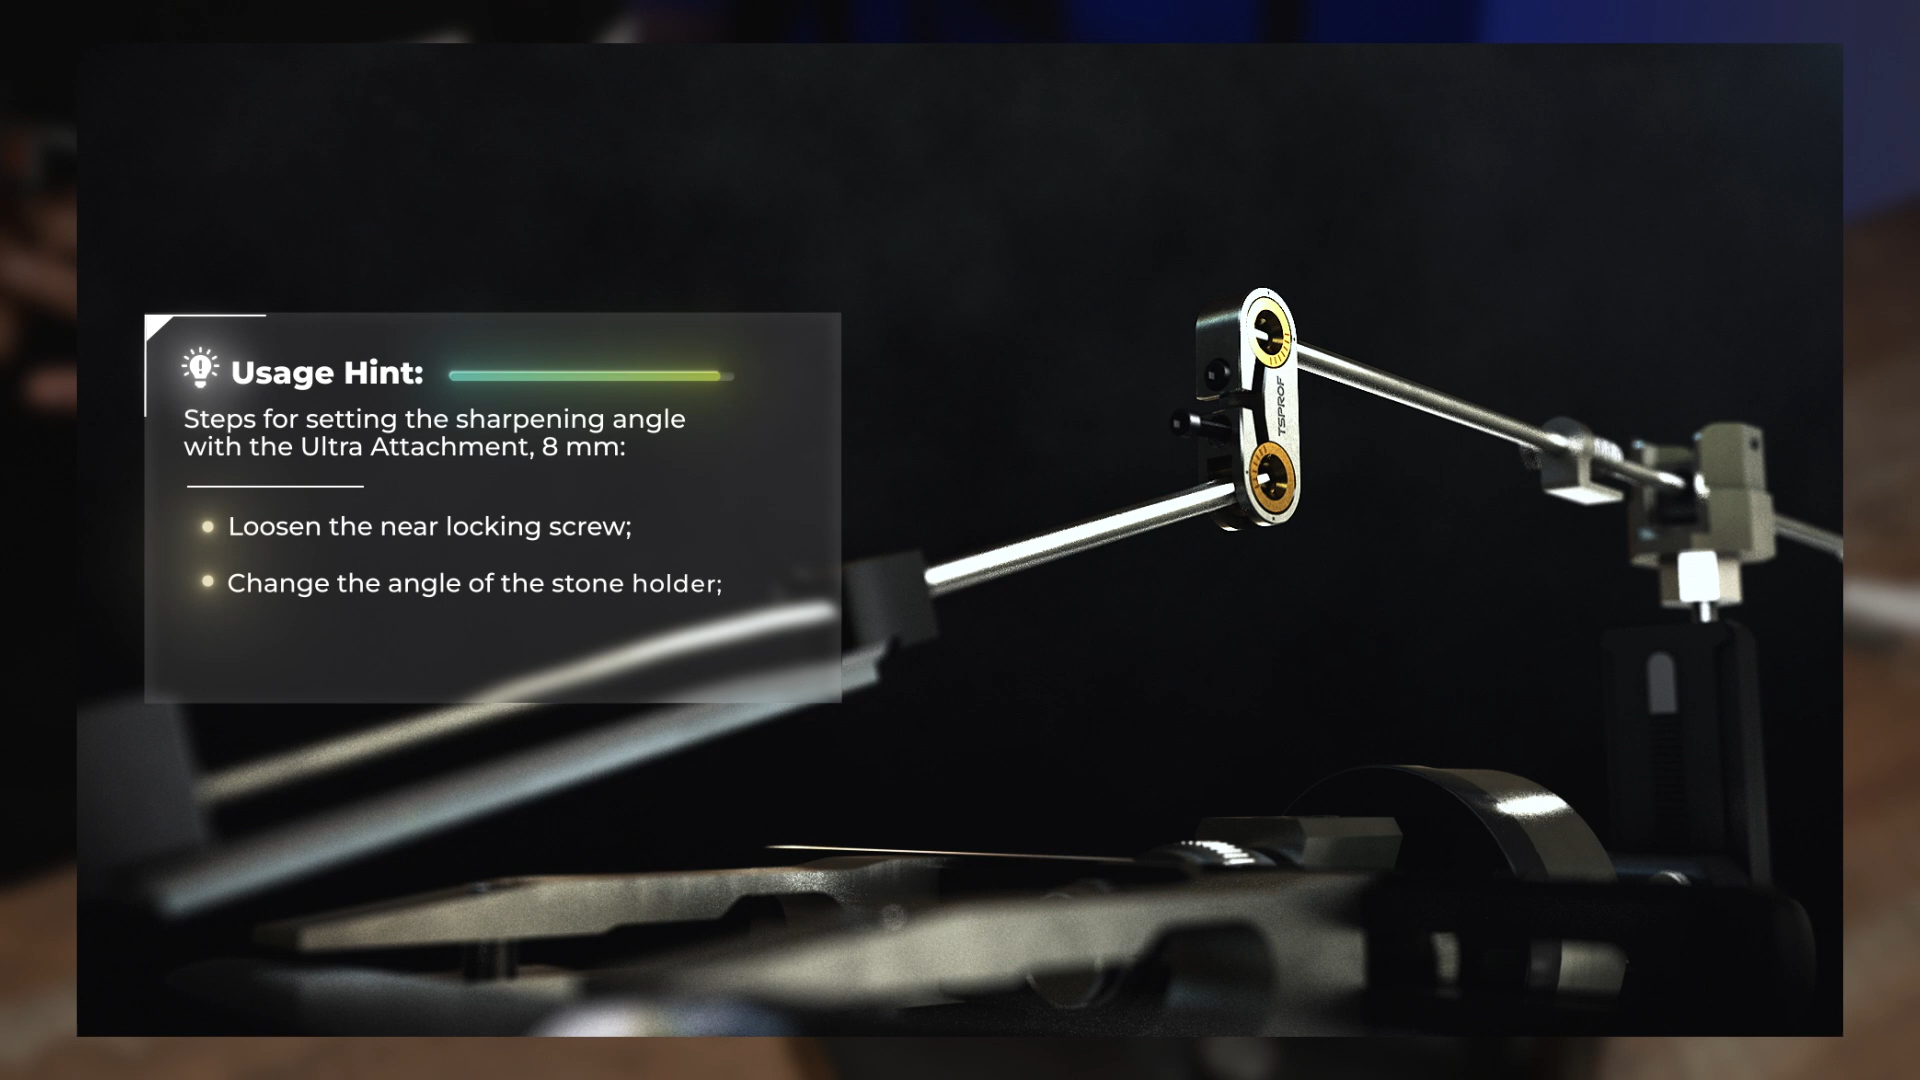 Usage Hint:
Steps for setting the sharpening angle
with the Ultra Attachment, 8 mm:
Loosen the near locking screw;
Change the angle of the stone holder;
TSPROF